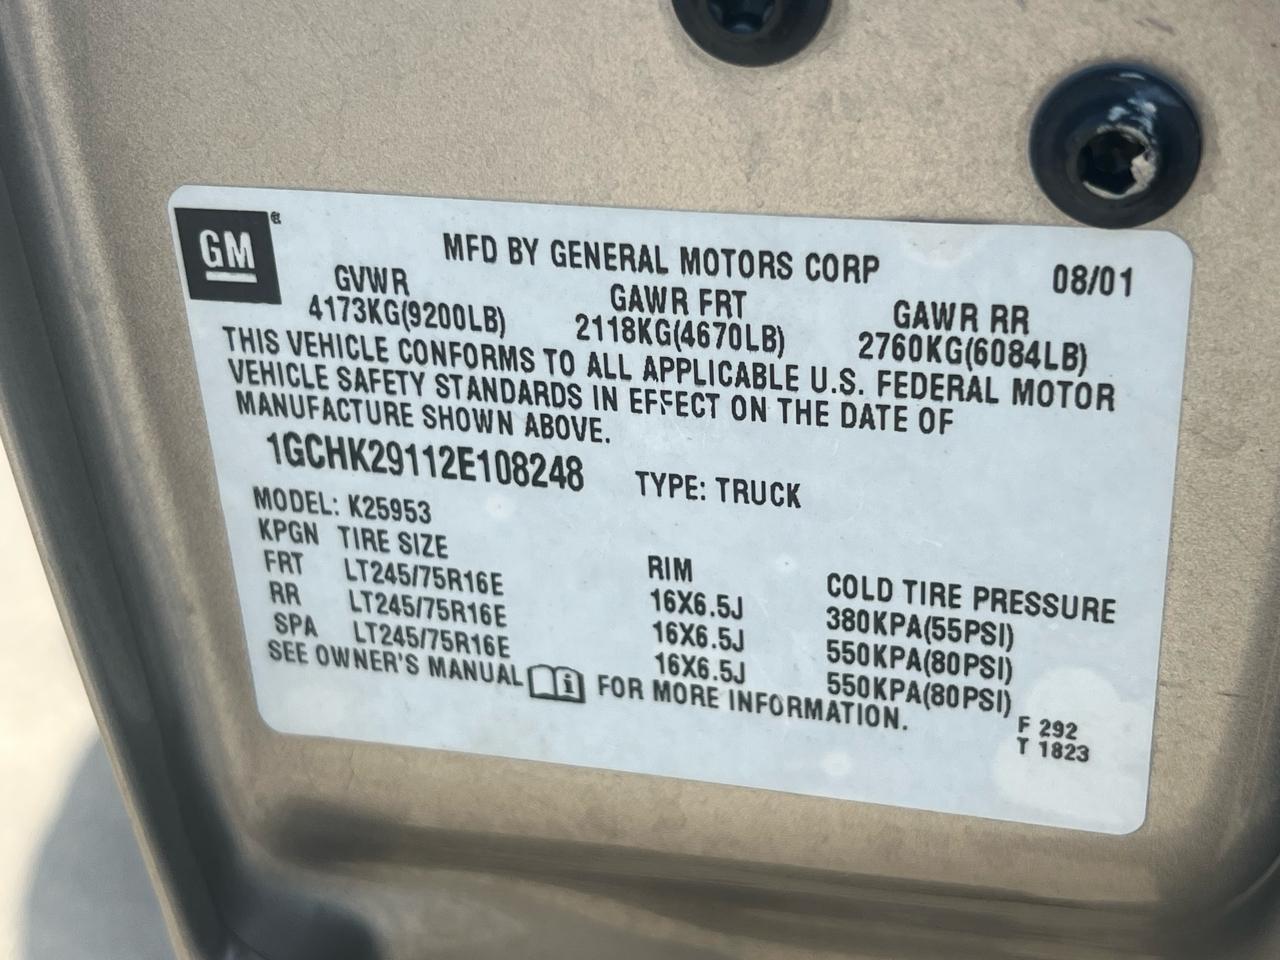 GM
MFD BY GENERAL MOTORS CORP 08/01
GVWR GAWR FRT GAWR RR
4173KG(9200LB) 2118KG(4670LB) 2760KG(6084LB)
THIS VEHICLE CONFORMS TO ALL APPLICABLE U.S. FEDERAL MOTOR
VEHICLE SAFETY STANDARDS IN EFFECT ON THE DATE OF
MANUFACTURE SHOWN ABOVE.
1GCHK29112E108248 TYPE: TRUCK
MODEL: K25953
KPGN TIRE SIZE RIM COLD TIRE PRESSURE
FRT LT245/75R16E 16X6.5J 380KPA(55PSI)
RR LT245/75R16E 16X6.5J 550KPA(80PSI)
SPA LT245/75R16E 16X6.5J 550KPA(80PSI)
SEE OWNER'S MANUAL i FOR MORE INFORMATION.
F 292
T 1823